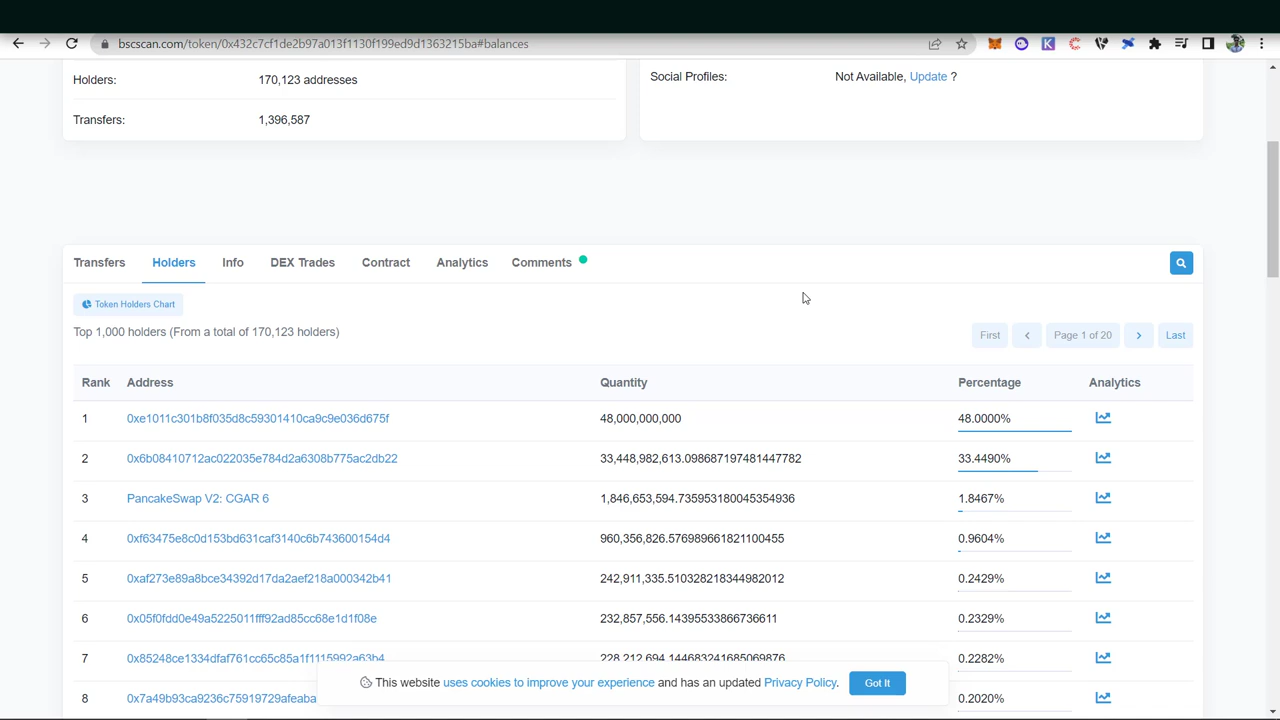 bscscan.com/token/0x432c7cf1de2b97a013f1130f199ed9d1363215ba#balances
Holders: 170,123 addresses
Social Profiles: Not Available, Update ?
Transfers: 1,396,587
Transfers Holders Info DEX Trades Contract Analytics Comments
Token Holders Chart
Top 1,000 holders (From a total of 170,123 holders)
First Page 1 of 20 Last
Rank Address Quantity Percentage Analytics
1 0xe1011c301b8f035d8c59301410ca9c9e036d675f 48,000,000,000 48.0000%
2 0x6b08410712ac022035e784d2a6308b775ac2db22 33,448,982,613.098687197481447782 33.4490%
3 PancakeSwap V2: CGAR 6 1,846,653,594.735953180045354936 1.8467%
4 0xf63475e8c0d153bd631caf3140c6b743600154d4 960,356,826.576989661821100455 0.9604%
5 0xaf273e89a8bce34392d17da2aef218a000342b41 242,911,335.510328218344982012 0.2429%
6 0x05f0fdd0e49a5225011fff92ad85cc68e1d1f08e 232,857,556.14395533866736611 0.2329%
7 0x85248ce1334dfaf761cc65c85a1f1115992a63b4 228,212,694.144683241685069876 0.2282%
8 0x7a49b93ca9236c75919729afeaba 0.2020%
This website uses cookies to improve your experience and has an updated Privacy Policy. Got It